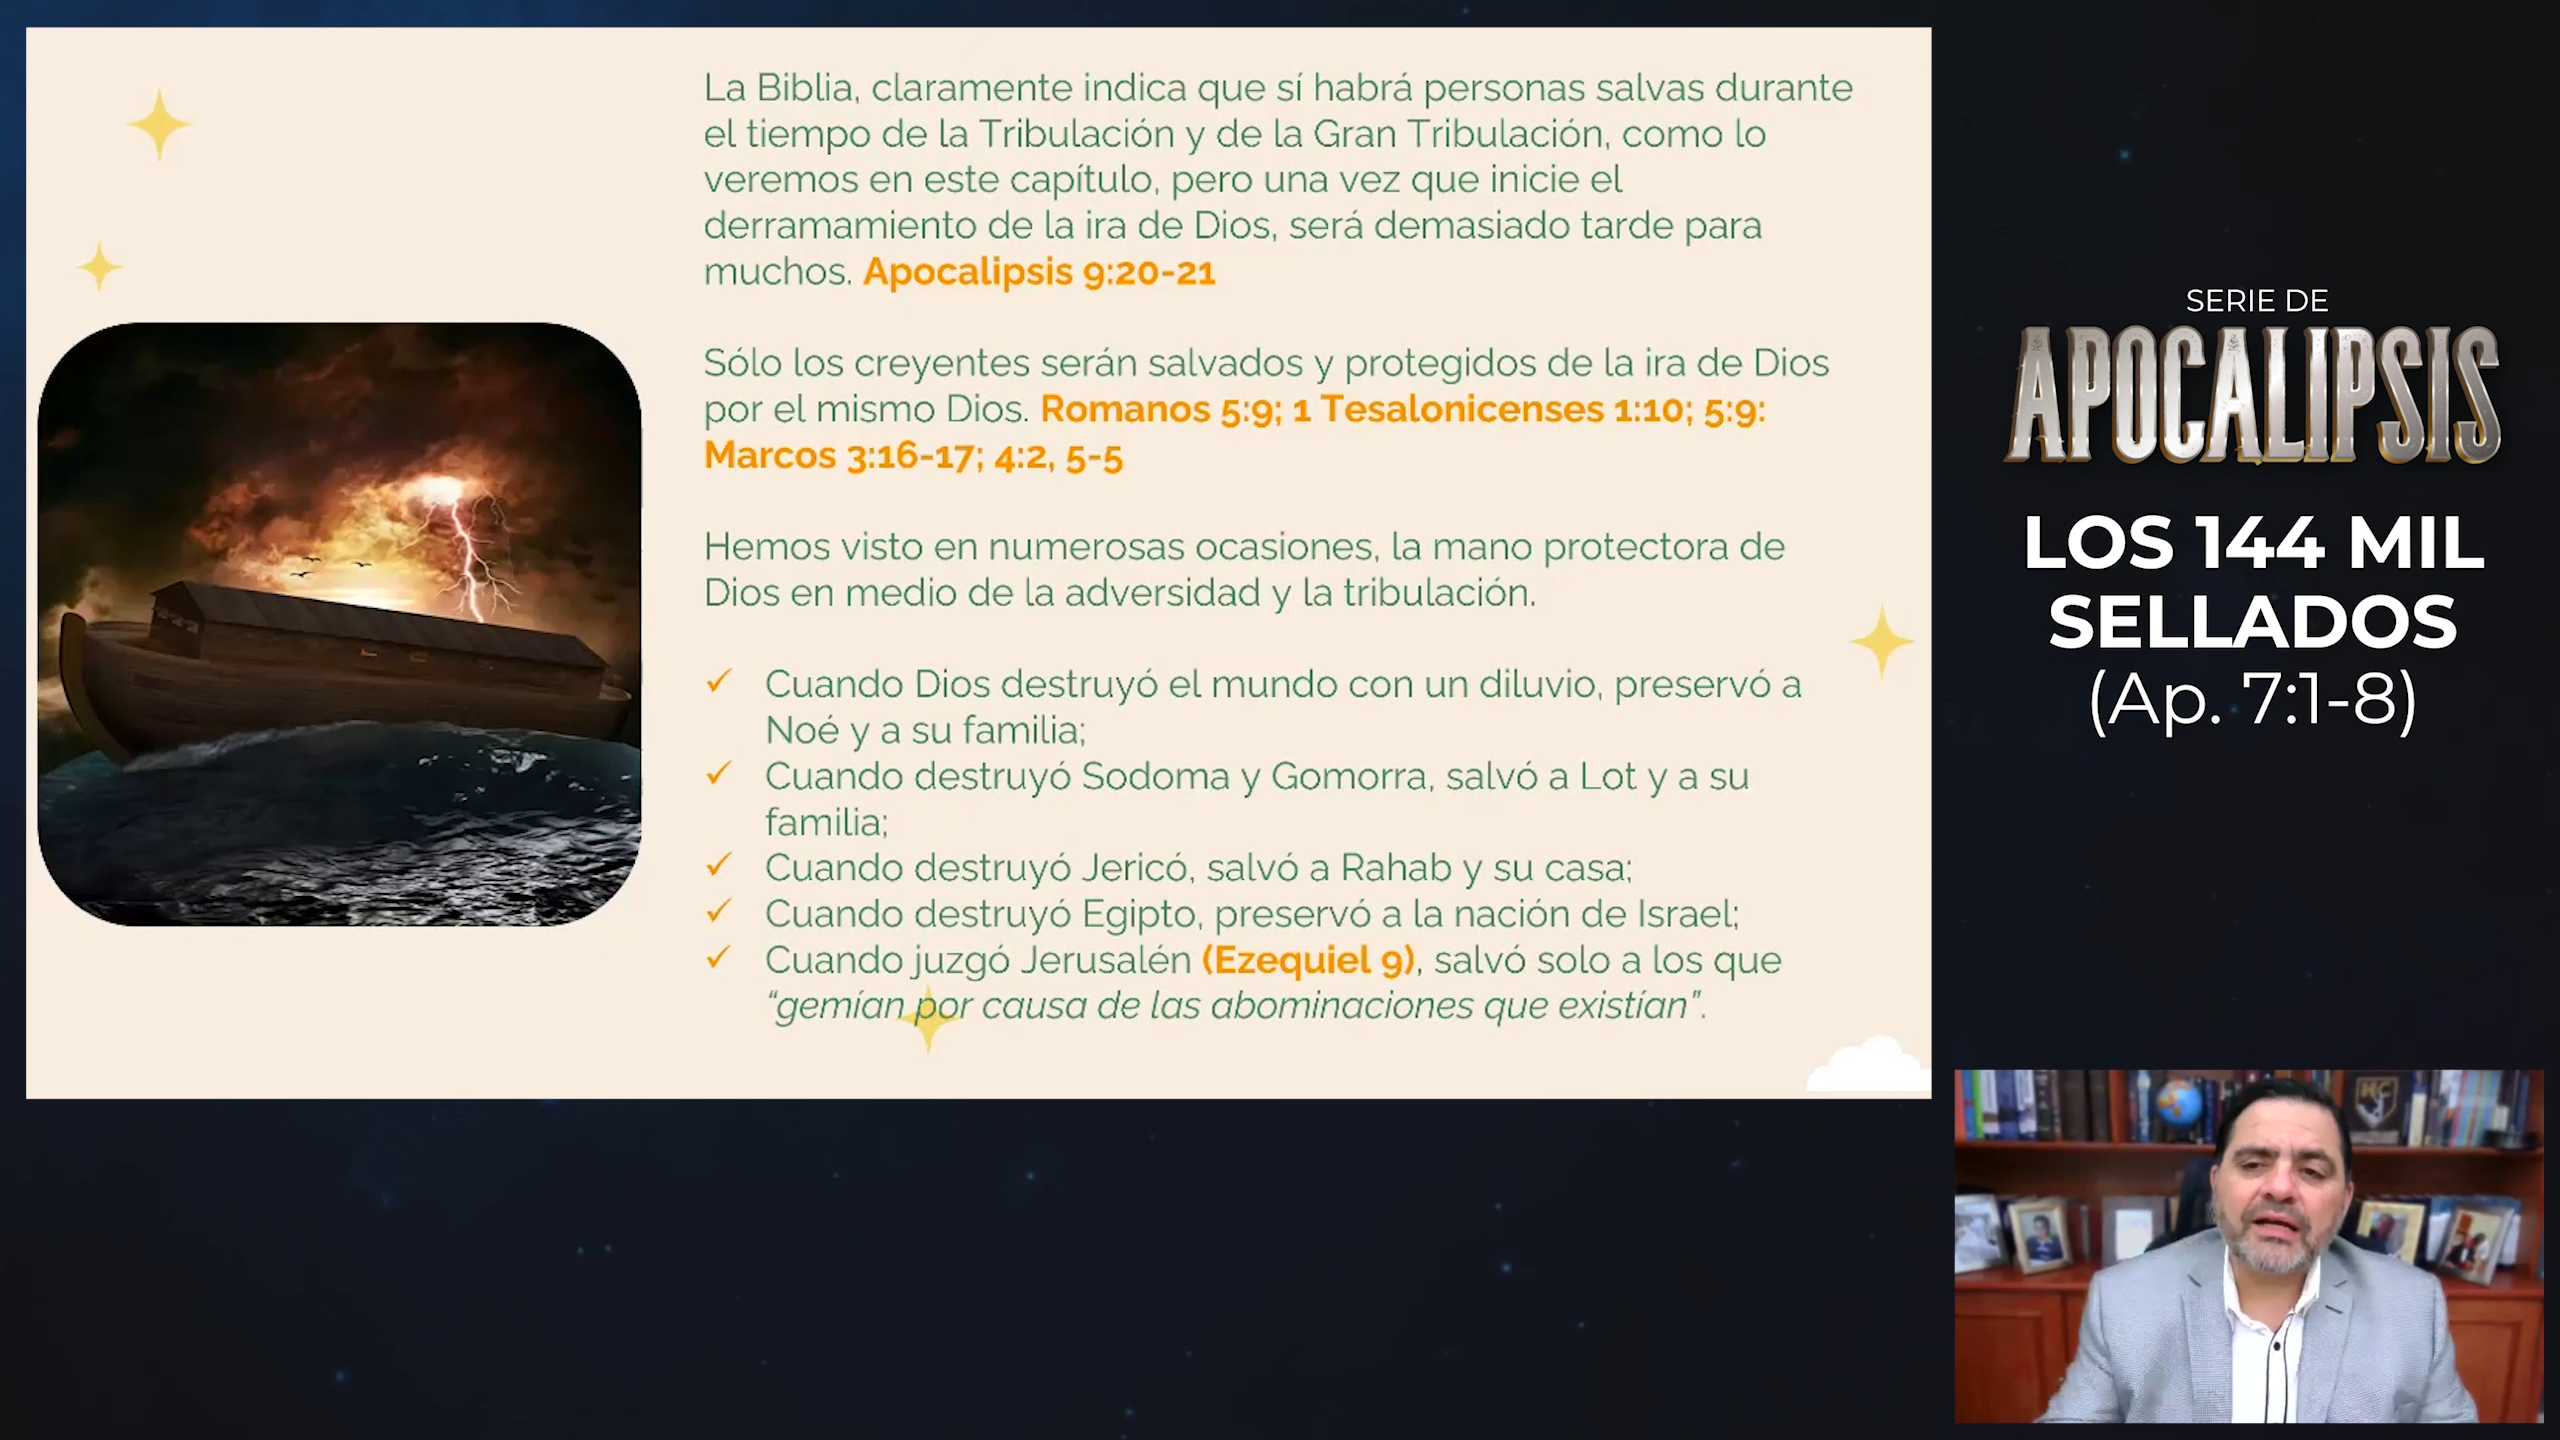 La Biblia, claramente indica que sí habrá personas salvas durante
el tiempo de la Tribulación y de la Gran Tribulación, como lo
veremos en este capítulo, pero una vez que inicie el
derramamiento de la ira de Dios, será demasiado tarde para
muchos. Apocalipsis 9:20-21
Sólo los creyentes serán salvados y protegidos de la ira de Dios
por el mismo Dios. Romanos 5:9; 1 Tesalonicenses 1:10; 5:9:
Marcos 3:16-17; 4:2, 5-5
Hemos visto en numerosas ocasiones, la mano protectora de
Dios en medio de la adversidad y la tribulación.
✓ Cuando Dios destruyó el mundo con un diluvio, preservó a
Noé y a su familia;
✓ Cuando destruyó Sodoma y Gomorra, salvó a Lot y a su
familia;
✓ Cuando destruyó Jericó, salvó a Rahab y su casa;
✓ Cuando destruyó Egipto, preservó a la nación de Israel;
✓ Cuando juzgó Jerusalén (Ezequiel 9), salvó solo a los que
“gemían por causa de las abominaciones que existían”.
SERIE DE
APOCALIPSIS
LOS 144 MIL
SELLADOS
(Ap. 7:1-8)